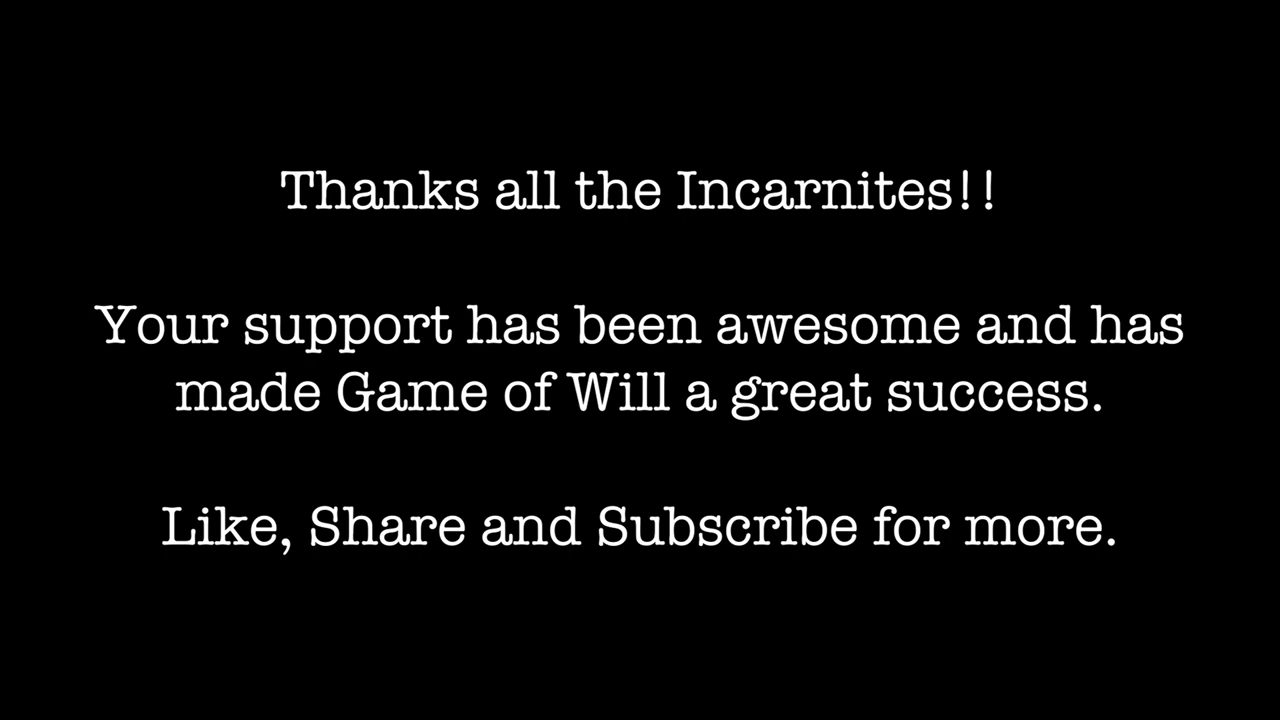 Thanks all the Incarnites!!
Your support has been awesome and has
made Game of Will a great success.
Like, Share and Subscribe for more.